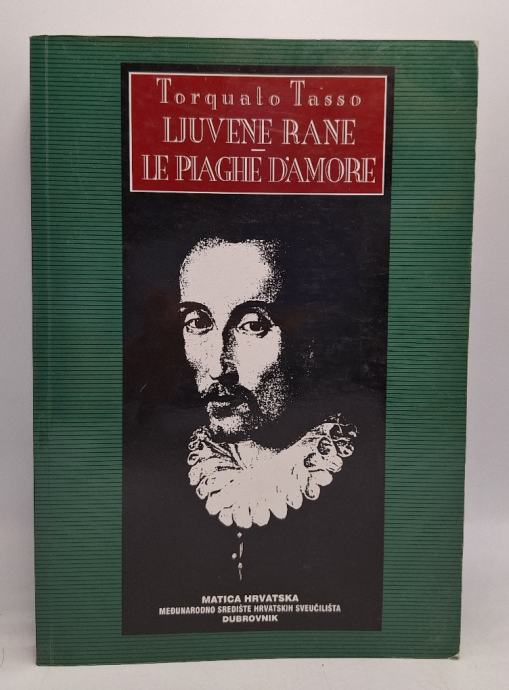 Torquato Tasso
LJUVENE RANE
–
LE PIAGHE D'AMORE
MATICA HRVATSKA
MEĐUNARODNO SREDIŠTE HRVATSKIH SVEUČILIŠTA
DUBROVNIK